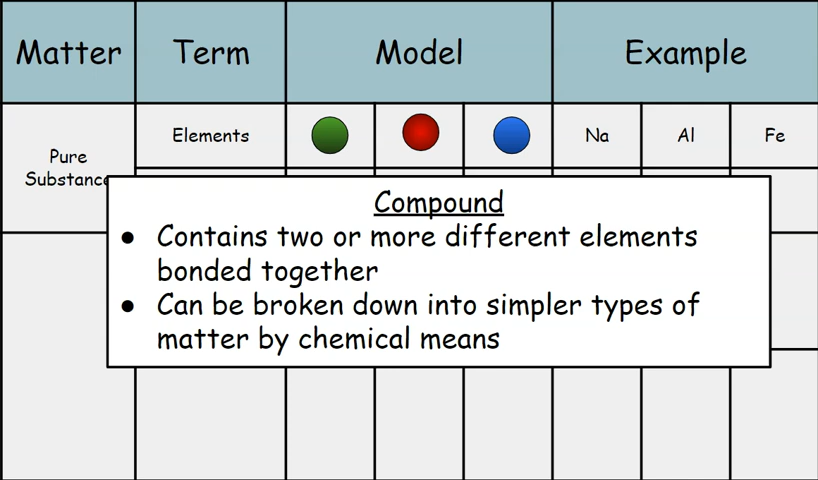 Matter Term Model Example
Elements Na Al Fe
Pure
Substance
Compound
● Contains two or more different elements
bonded together
● Can be broken down into simpler types of
matter by chemical means